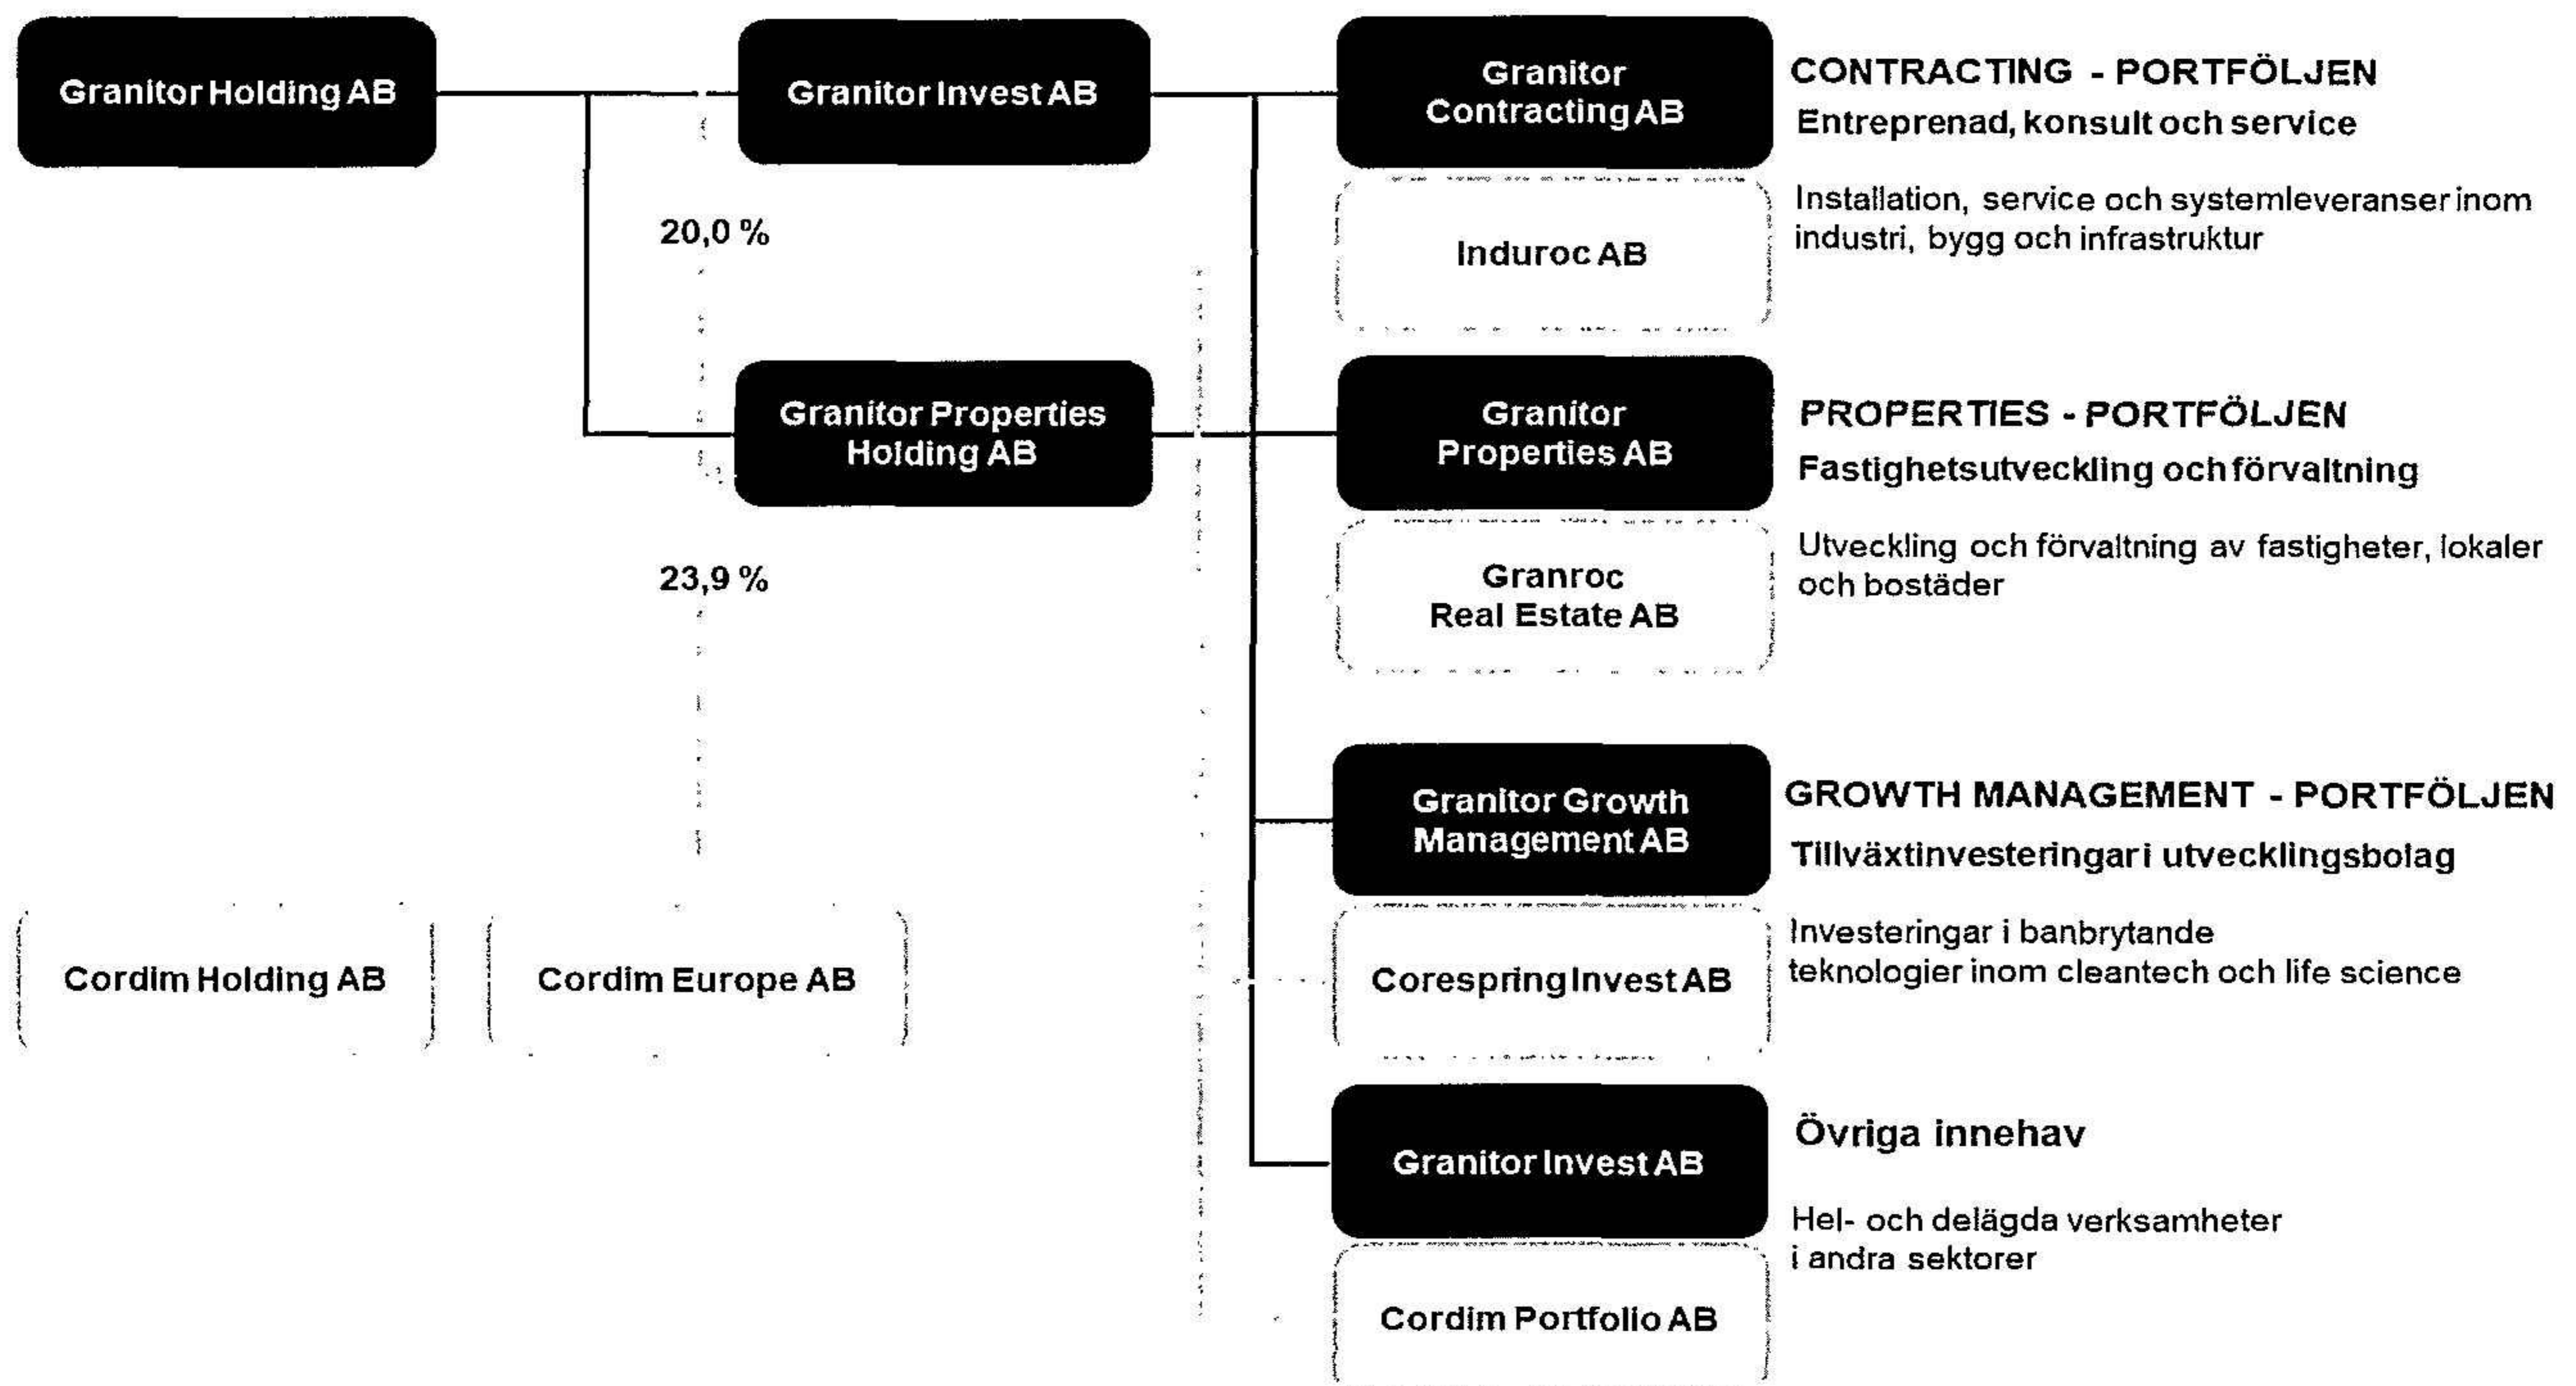 Granitor Holding AB
Granitor Invest AB
Granitor
Contracting AB
CONTRACTING - PORTFÖLJEN
Entreprenad, konsult och service
Installation, service och systemleveranser inom
industri, bygg och infrastruktur
20,0 %
Induroc AB
Granitor Properties
Holding AB
Granitor
Properties AB
PROPERTIES - PORTFÖLJEN
Fastighetsutveckling och förvaltning
Utveckling och förvaltning av fastigheter, lokaler
och bostäder
23,9 %
Granroc
Real Estate AB
Granitor Growth
Management AB
GROWTH MANAGEMENT - PORTFÖLJEN
Tillväxtinvesteringar i utvecklingsbolag
Investeringar i banbrytande
teknologier inom cleantech och life science
Cordim Holding AB
Cordim Europe AB
Corespring Invest AB
Granitor Invest AB
Övriga innehav
Hel- och delägda verksamheter
i andra sektorer
Cordim Portfolio AB